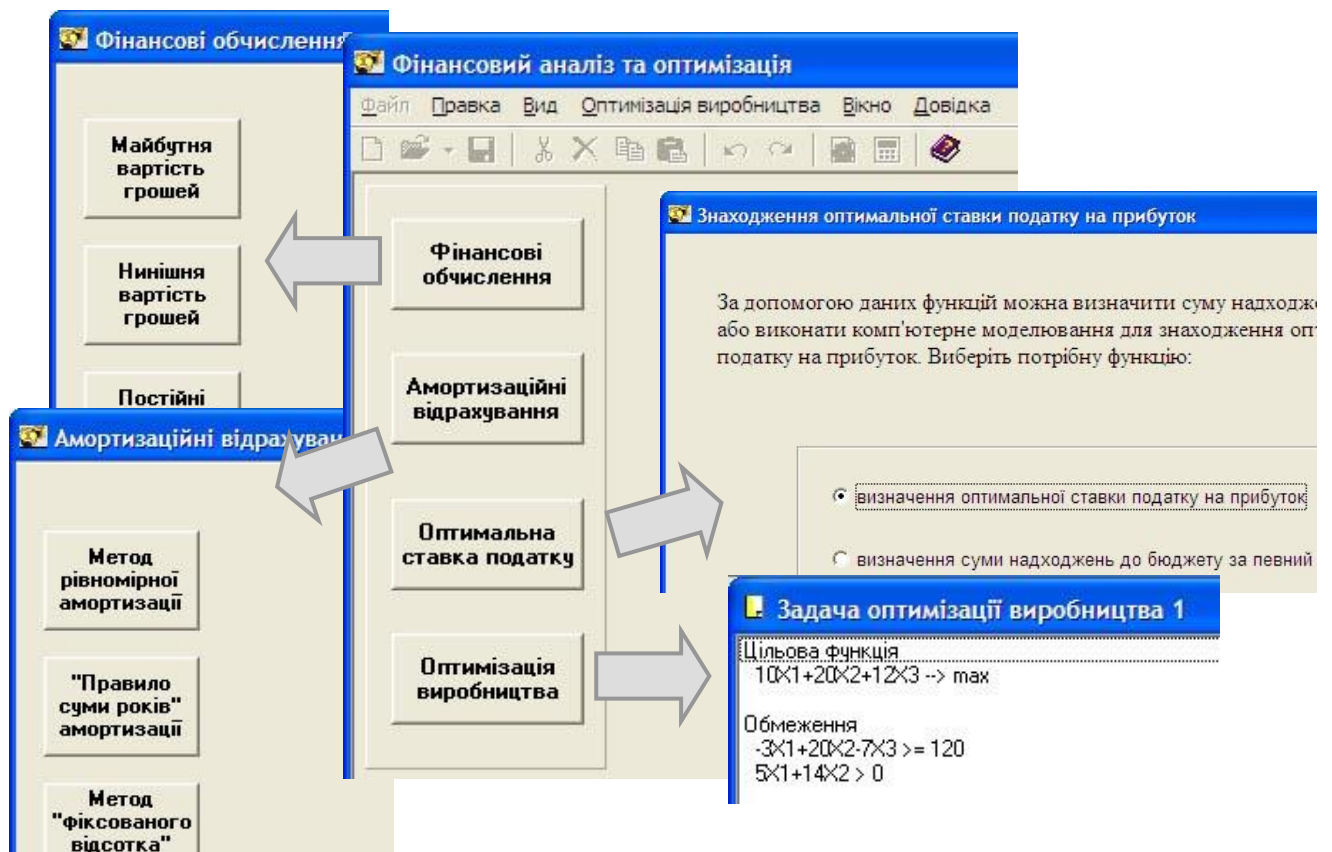 Фінансові обчислення
Майбутня
вартість
грошей
Нинішня
вартість
грошей
Постійні
Фінансовий аналіз та оптимізація
Файл Правка Вид Оптимізація виробництва Вікно Довідка
Фінансові
обчислення
Амортизаційні
відрахування
Оптимальна
ставка податку
Оптимізація
виробництва
Знаходження оптимальної ставки податку на прибуток
За допомогою даних функцій можна визначити суму
або виконати комп'ютерне моделювання для знаходження
податку на прибуток. Виберіть потрібну функцію:
визначення оптимальної ставки податку на прибуток
визначення суми надходжень до бюджету за певний
Амортизаційні
Метод
рівномірної
амортизації
"Правило
суми років"
амортизації
Метод
"фіксованого
відсотка"
Задача оптимізації виробництва 1
Цільова функція
10X1+20X2+12X3 --> max
Обмеження
-3X1+20X2-7X3 >= 120
5X1+14X2 > 0